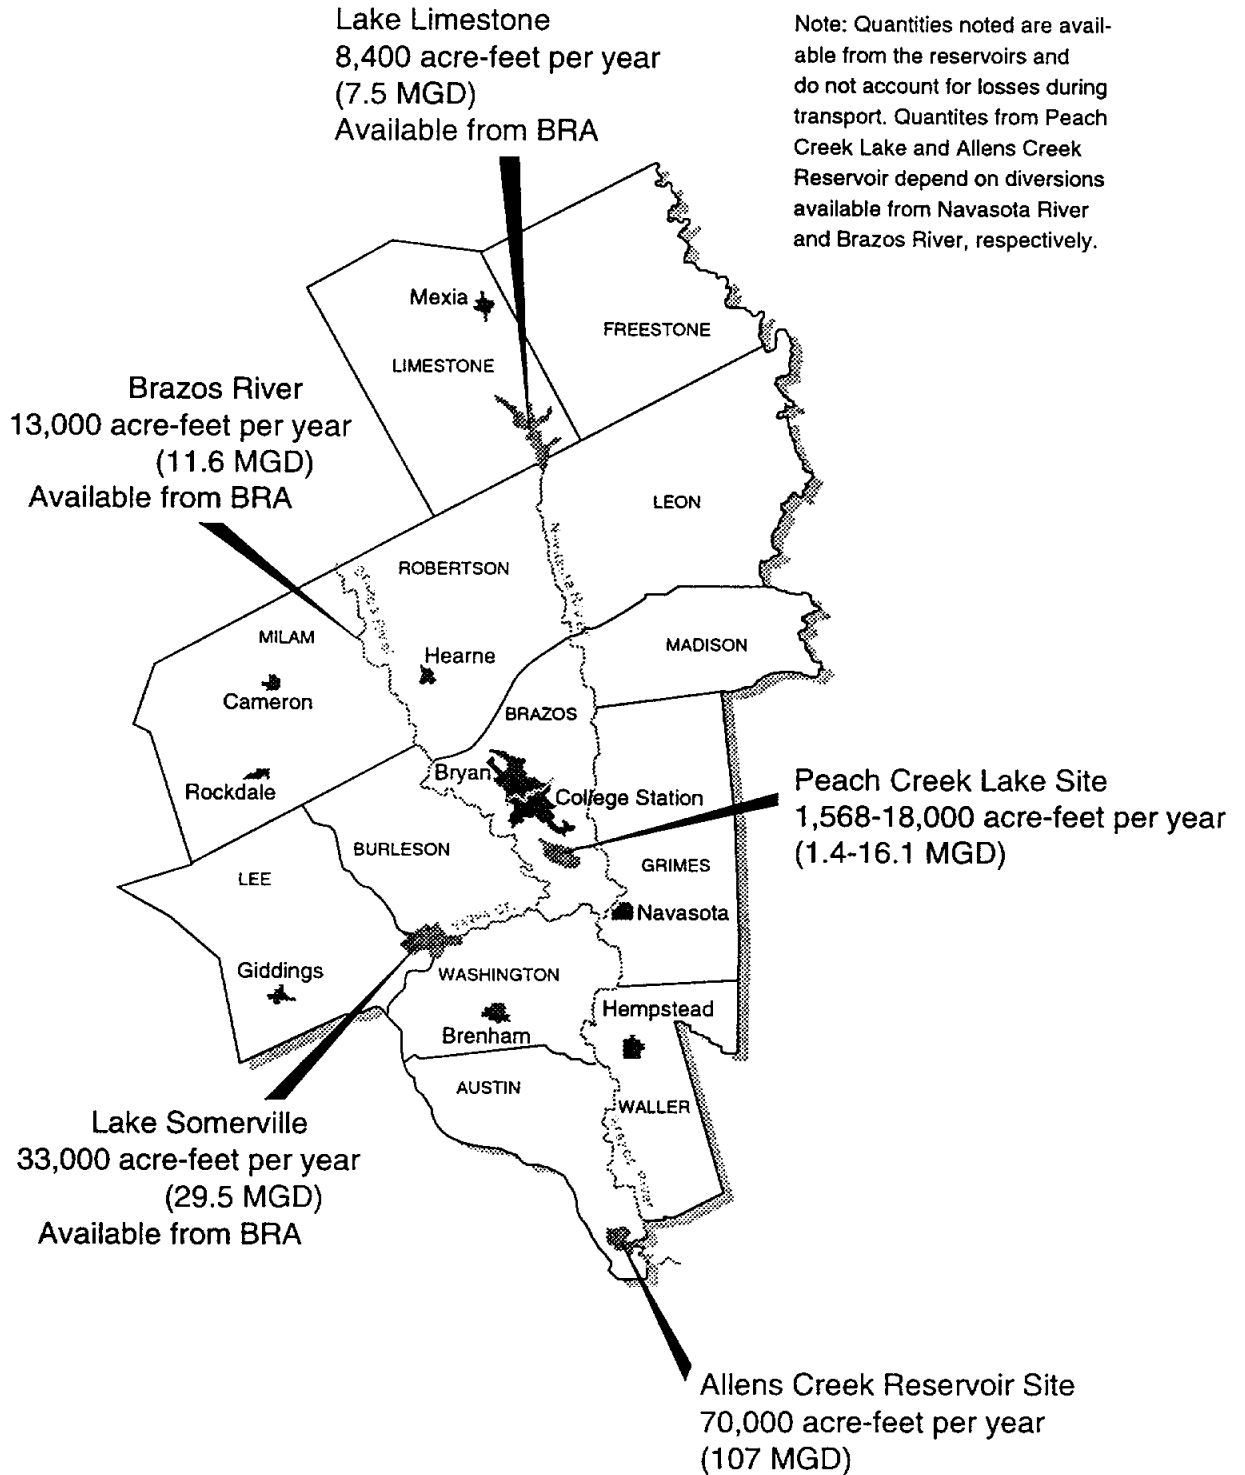 Lake Limestone
8,400 acre-feet per year
(7.5 MGD)
Available from BRA
Note: Quantities noted are avail-
able from the reservoirs and
do not account for losses during
transport. Quantites from Peach
Creek Lake and Allens Creek
Reservoir depend on diversions
available from Navasota River
and Brazos River, respectively.
Mexia
FREESTONE
LIMESTONE
Brazos River
13,000 acre-feet per year
(11.6 MGD)
Available from BRA
LEON
ROBERTSON
MILAM
MADISON
Hearne
Cameron
BRAZOS
Bryan
Rockdale
College Station
Peach Creek Lake Site
1,568-18,000 acre-feet per year
(1.4-16.1 MGD)
BURLESON
GRIMES
LEE
Navasota
Giddings
WASHINGTON
Hempstead
Brenham
AUSTIN
WALLER
Lake Somerville
33,000 acre-feet per year
(29.5 MGD)
Available from BRA
Allens Creek Reservoir Site
70,000 acre-feet per year
(107 MGD)